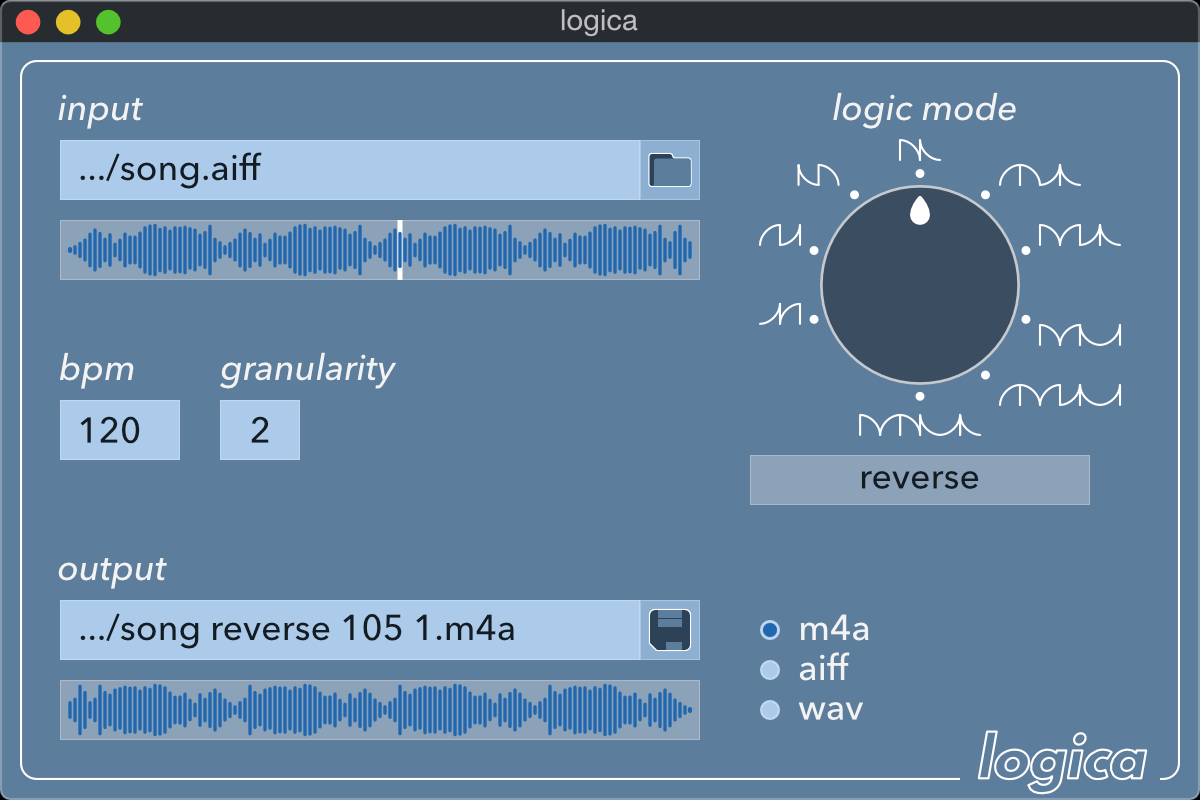 logica
input
.../song.aiff
logic mode
bpm
granularity
120
2
reverse
output
.../song reverse 105 1.m4a
m4a
aiff
wav
logica